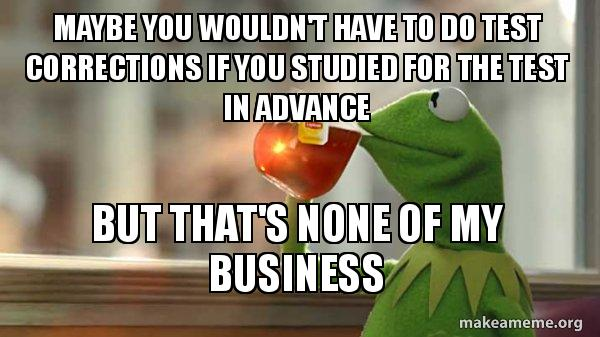 MAYBE YOU WOULDN'T HAVE TO DO TEST
CORRECTIONS IF YOU STUDIED FOR THE TEST
IN ADVANCE
BUT THAT'S NONE OF MY
BUSINESS
makeameme.org